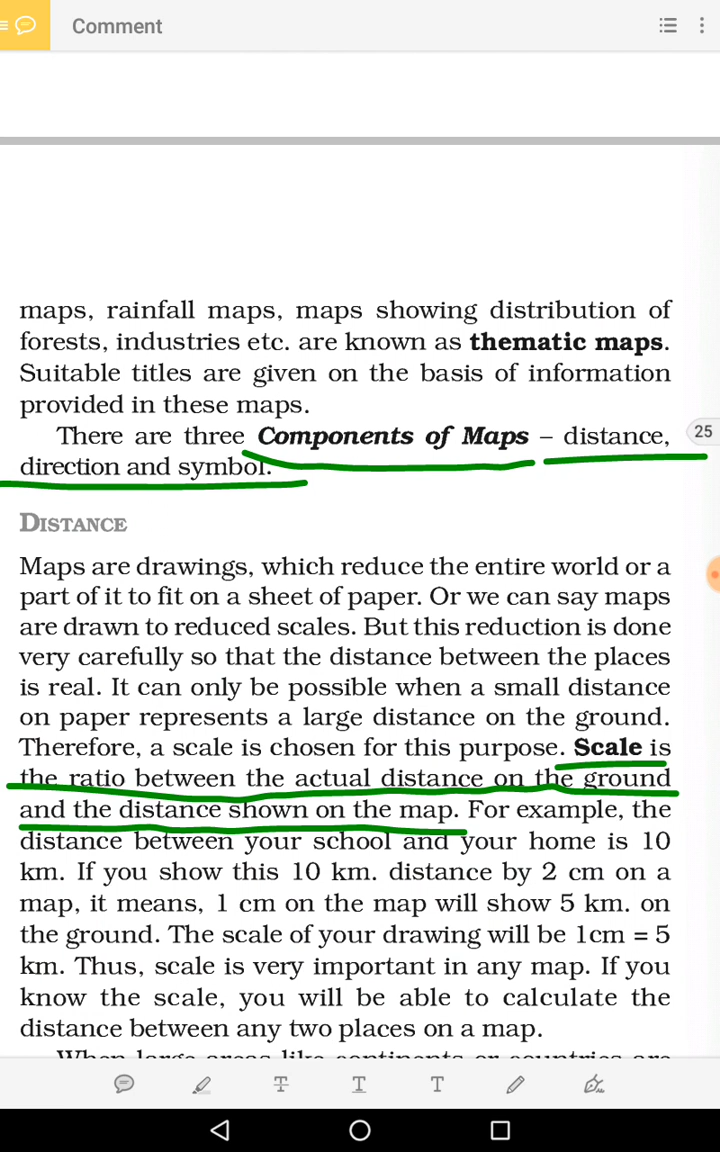 Comment
maps, rainfall maps, maps showing distribution of
forests, industries etc. are known as thematic maps.
Suitable titles are given on the basis of information
provided in these maps.
There are three Components of Maps – distance,
25
direction and symbol.
DISTANCE
Maps are drawings, which reduce the entire world or a
part of it to fit on a sheet of paper. Or we can say maps
are drawn to reduced scales. But this reduction is done
very carefully so that the distance between the places
is real. It can only be possible when a small distance
on paper represents a large distance on the ground.
Therefore, a scale is chosen for this purpose. Scale is
the ratio between the actual distance on the ground
and the distance shown on the map. For example, the
distance between your school and your home is 10
km. If you show this 10 km. distance by 2 cm on a
map, it means, 1 cm on the map will show 5 km. on
the ground. The scale of your drawing will be 1cm = 5
km. Thus, scale is very important in any map. If you
know the scale, you will be able to calculate the
distance between any two places on a map.
When large areas like continents or countries are